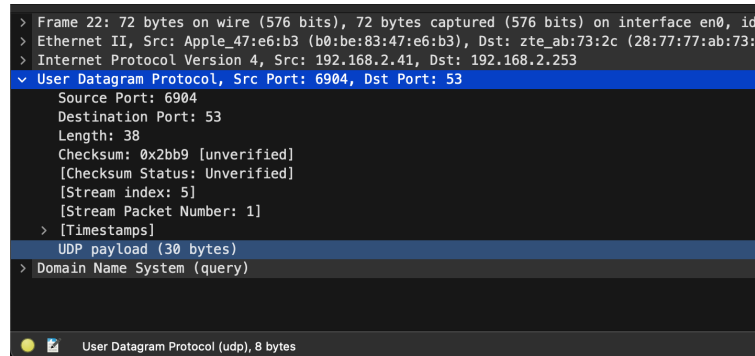 > Frame 22: 72 bytes on wire (576 bits), 72 bytes captured (576 bits) on interface en0, id
> Ethernet II, Src: Apple_47:e6:b3 (b0:be:83:47:e6:b3), Dst: zte_ab:73:2c (28:77:77:ab:73:
> Internet Protocol Version 4, Src: 192.168.2.41, Dst: 192.168.2.253
User Datagram Protocol, Src Port: 6904, Dst Port: 53
Source Port: 6904
Destination Port: 53
Length: 38
Checksum: 0x2bb9 [unverified]
[Checksum Status: Unverified]
[Stream index: 5]
[Stream Packet Number: 1]
> [Timestamps]
UDP payload (30 bytes)
> Domain Name System (query)
User Datagram Protocol (udp), 8 bytes